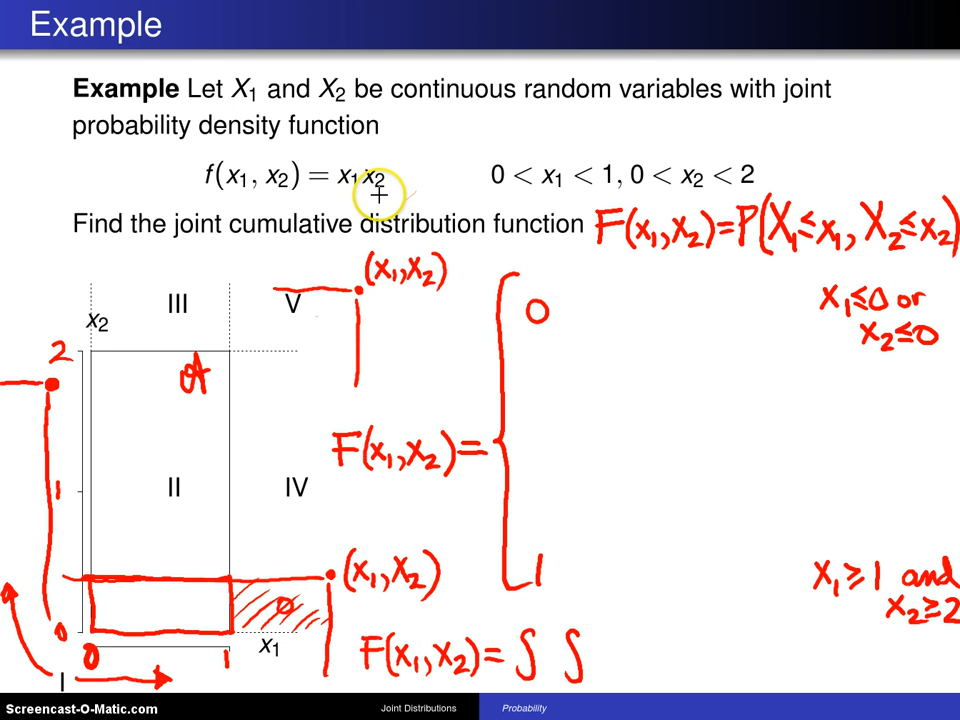 Example
Example Let X1 and X2 be continuous random variables with joint
probability density function
f(x1, x2) = x1x2 0 < x1 < 1, 0 < x2 < 2
Find the joint cumulative distribution function F(x1,x2)=P(X1≤x1, X2≤x2)
(x1,x2)
III V
x2
0 x1≤0 or
x2≤0
2
A
F(x1,x2)=
1
II IV
(x1,x2)
1 x1≥1 and
x2≥2
0
0
x1
0 1
F(x1,x2)=∫ ∫
I
Screencast-O-Matic.com Joint Distributions Probability